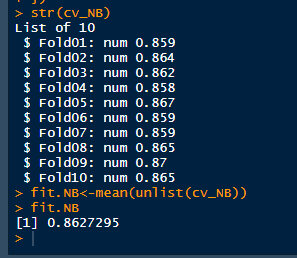 > str(cv_NB)
List of 10
 $ Fold01: num 0.859
 $ Fold02: num 0.864
 $ Fold03: num 0.862
 $ Fold04: num 0.858
 $ Fold05: num 0.867
 $ Fold06: num 0.859
 $ Fold07: num 0.859
 $ Fold08: num 0.865
 $ Fold09: num 0.87
 $ Fold10: num 0.865
> fit.NB<-mean(unlist(cv_NB))
> fit.NB
[1] 0.8627295
>